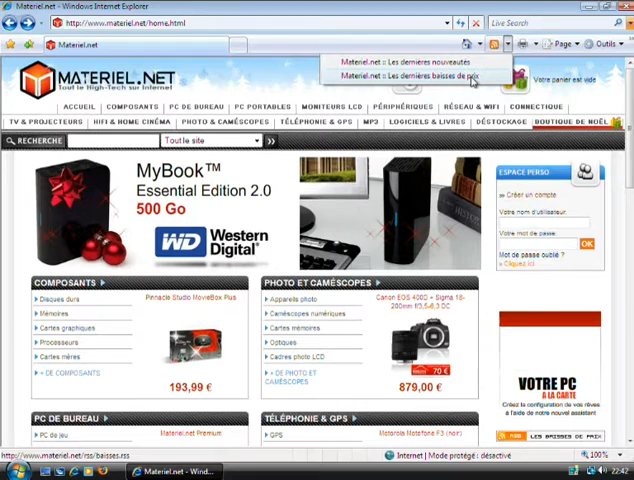 Materiel.net - Windows Internet Explorer
http://www.materiel.net/home.html
Live Search
Materiel.net
Page
Outils
Materiel.net :: Les dernières nouveautés
Materiel.net :: Les dernières baisses de prix
MATERIEL.NET
Tout le High-Tech sur Internet
Votre panier est vide
ACCUEIL COMPOSANTS PC DE BUREAU PC PORTABLES MONITEURS LCD PÉRIPHÉRIQUES RÉSEAU & WIFI CONNECTIQUE
TV & PROJECTEURS HIFI & HOME CINÉMA PHOTO & CAMÉSCOPES TÉLÉPHONIE & GPS MP3 LOGICIELS & LIVRES DÉSTOCKAGE BOUTIQUE DE NOËL
RECHERCHE Tout le site
MyBook™
Essential Edition 2.0
500 Go
WD Western Digital®
ESPACE PERSO
Créer un compte
Votre nom d'utilisateur:
Votre mot de passe:
OK
Mot de passe oublié ?
Cliquez ici
COMPOSANTS
Disques durs
Mémoires
Cartes graphiques
Processeurs
Cartes mères
+ DE COMPOSANTS
Pinnacle Studio MovieBox Plus
193,99 €
PHOTO ET CAMÉSCOPES
Appareils photo
Caméscopes numériques
Cartes mémoires
Optiques
Cadres photo LCD
+ DE PHOTO ET CAMÉSCOPES
Canon EOS 400D + Sigma 18-200mm f/3,5-6,3 DC
70 €
879,00 €
VOTRE PC
A LA CARTE
Créez la configuration de vos rêves
à l'aide de notre nouvel assistant
RSS LES BAISSES DE PRIX
PC DE BUREAU
PC de jeu
Materiel.net Premium
TÉLÉPHONIE & GPS
GPS
Motorola Motofone F3 (noir)
http://www.materiel.net/rss/baisses.rss
Internet | Mode protégé : désactivé
100%
Materiel.net - Wind...
22:42